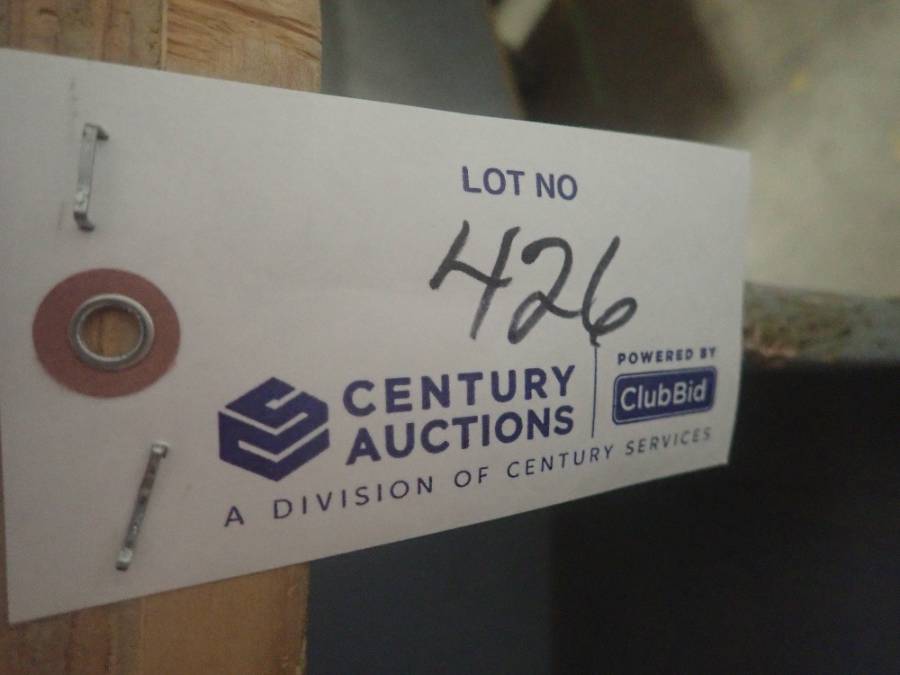 LOT NO
426
CENTURY
AUCTIONS
POWERED BY
ClubBid
A DIVISION OF CENTURY SERVICES